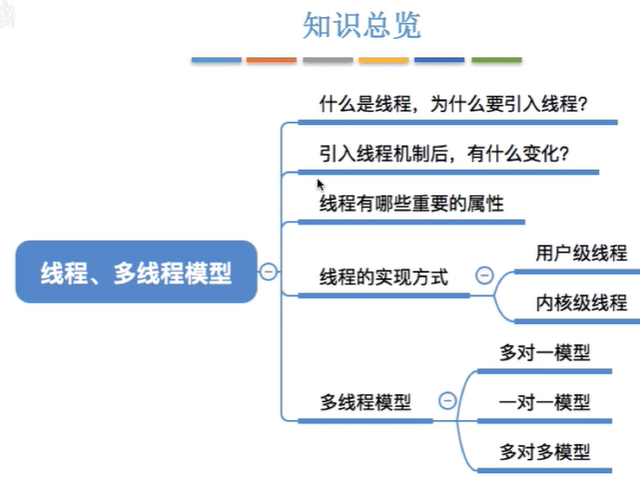 知识总览
什么是线程，为什么要引入线程？
引入线程机制后，有什么变化？
线程有哪些重要的属性
线程、多线程模型
线程的实现方式
用户级线程
内核级线程
多线程模型
多对一模型
一对一模型
多对多模型